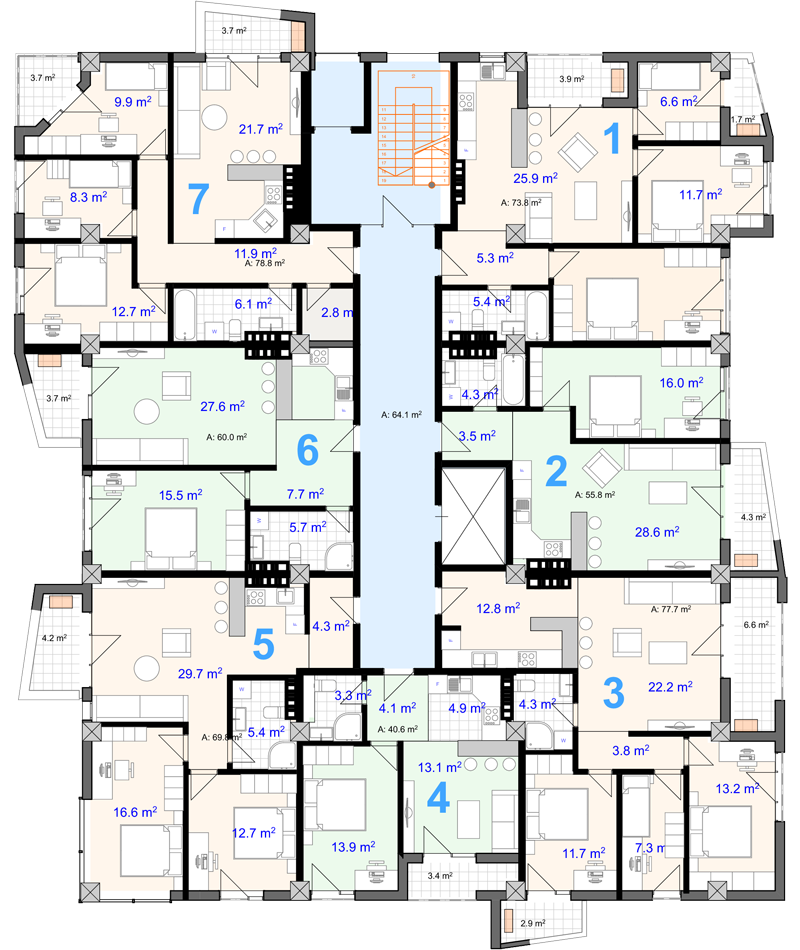 3.7 m²
3.7 m²
9.9 m²
21.7 m²
3.9 m²
6.6 m²
1.7 m²
1
8.3 m²
7
F
25.9 m²
A: 73.8 m²
11.7 m²
11.9 m²
A: 78.8 m²
5.3 m²
12.7 m²
6.1 m²
W
2.8 m
5.4 m²
W
3.7 m²
27.6 m²
A: 60.0 m²
F
6
A: 64.1 m²
4.3 m²
W
16.0 m²
3.5 m²
2
F
A: 55.8 m²
15.5 m²
7.7 m²
W
5.7 m²
28.6 m²
4.3 m²
4.2 m²
29.7 m²
5
F
4.3 m²
12.8 m²
F
A: 77.7 m²
6.6 m²
3
22.2 m²
W
5.4 m²
A: 69.8 m²
3.3 m²
4.1 m²
A: 40.6 m²
F
4.9 m²
4.3 m²
W
3.8 m²
16.6 m²
12.7 m²
13.9 m²
13.1 m²
4
3.4 m²
11.7 m²
7.3 m
13.2 m²
2.9 m²